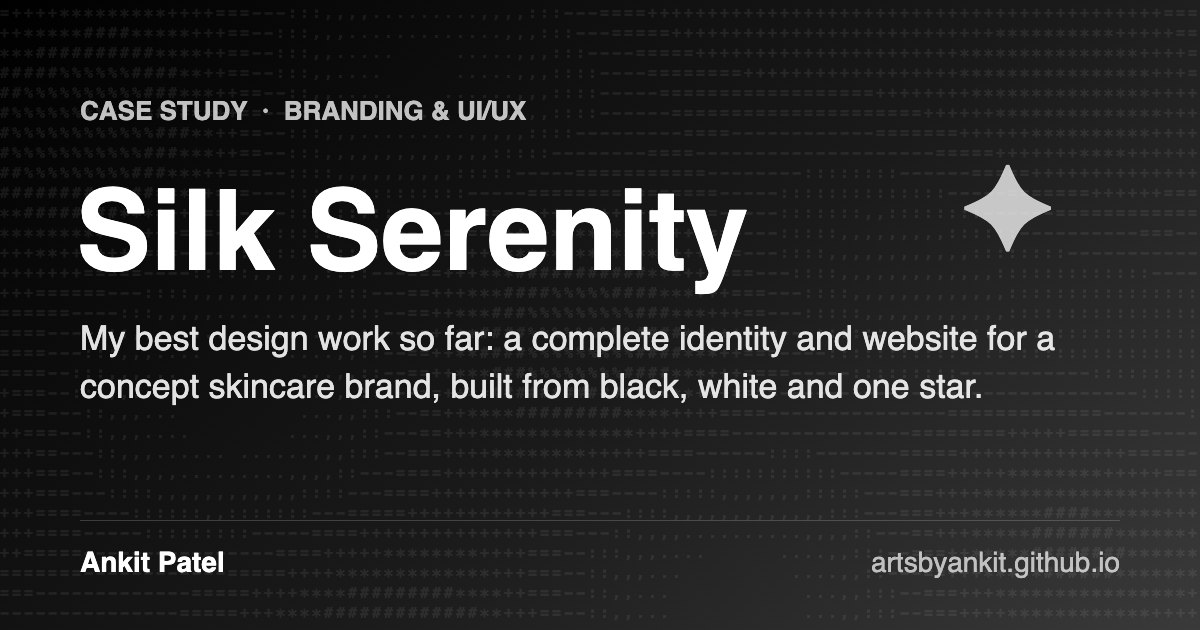 CASE STUDY · BRANDING & UI/UX
Silk Serenity
My best design work so far: a complete identity and website for a
concept skincare brand, built from black, white and one star.
Ankit Patel
artsbyankit.github.io